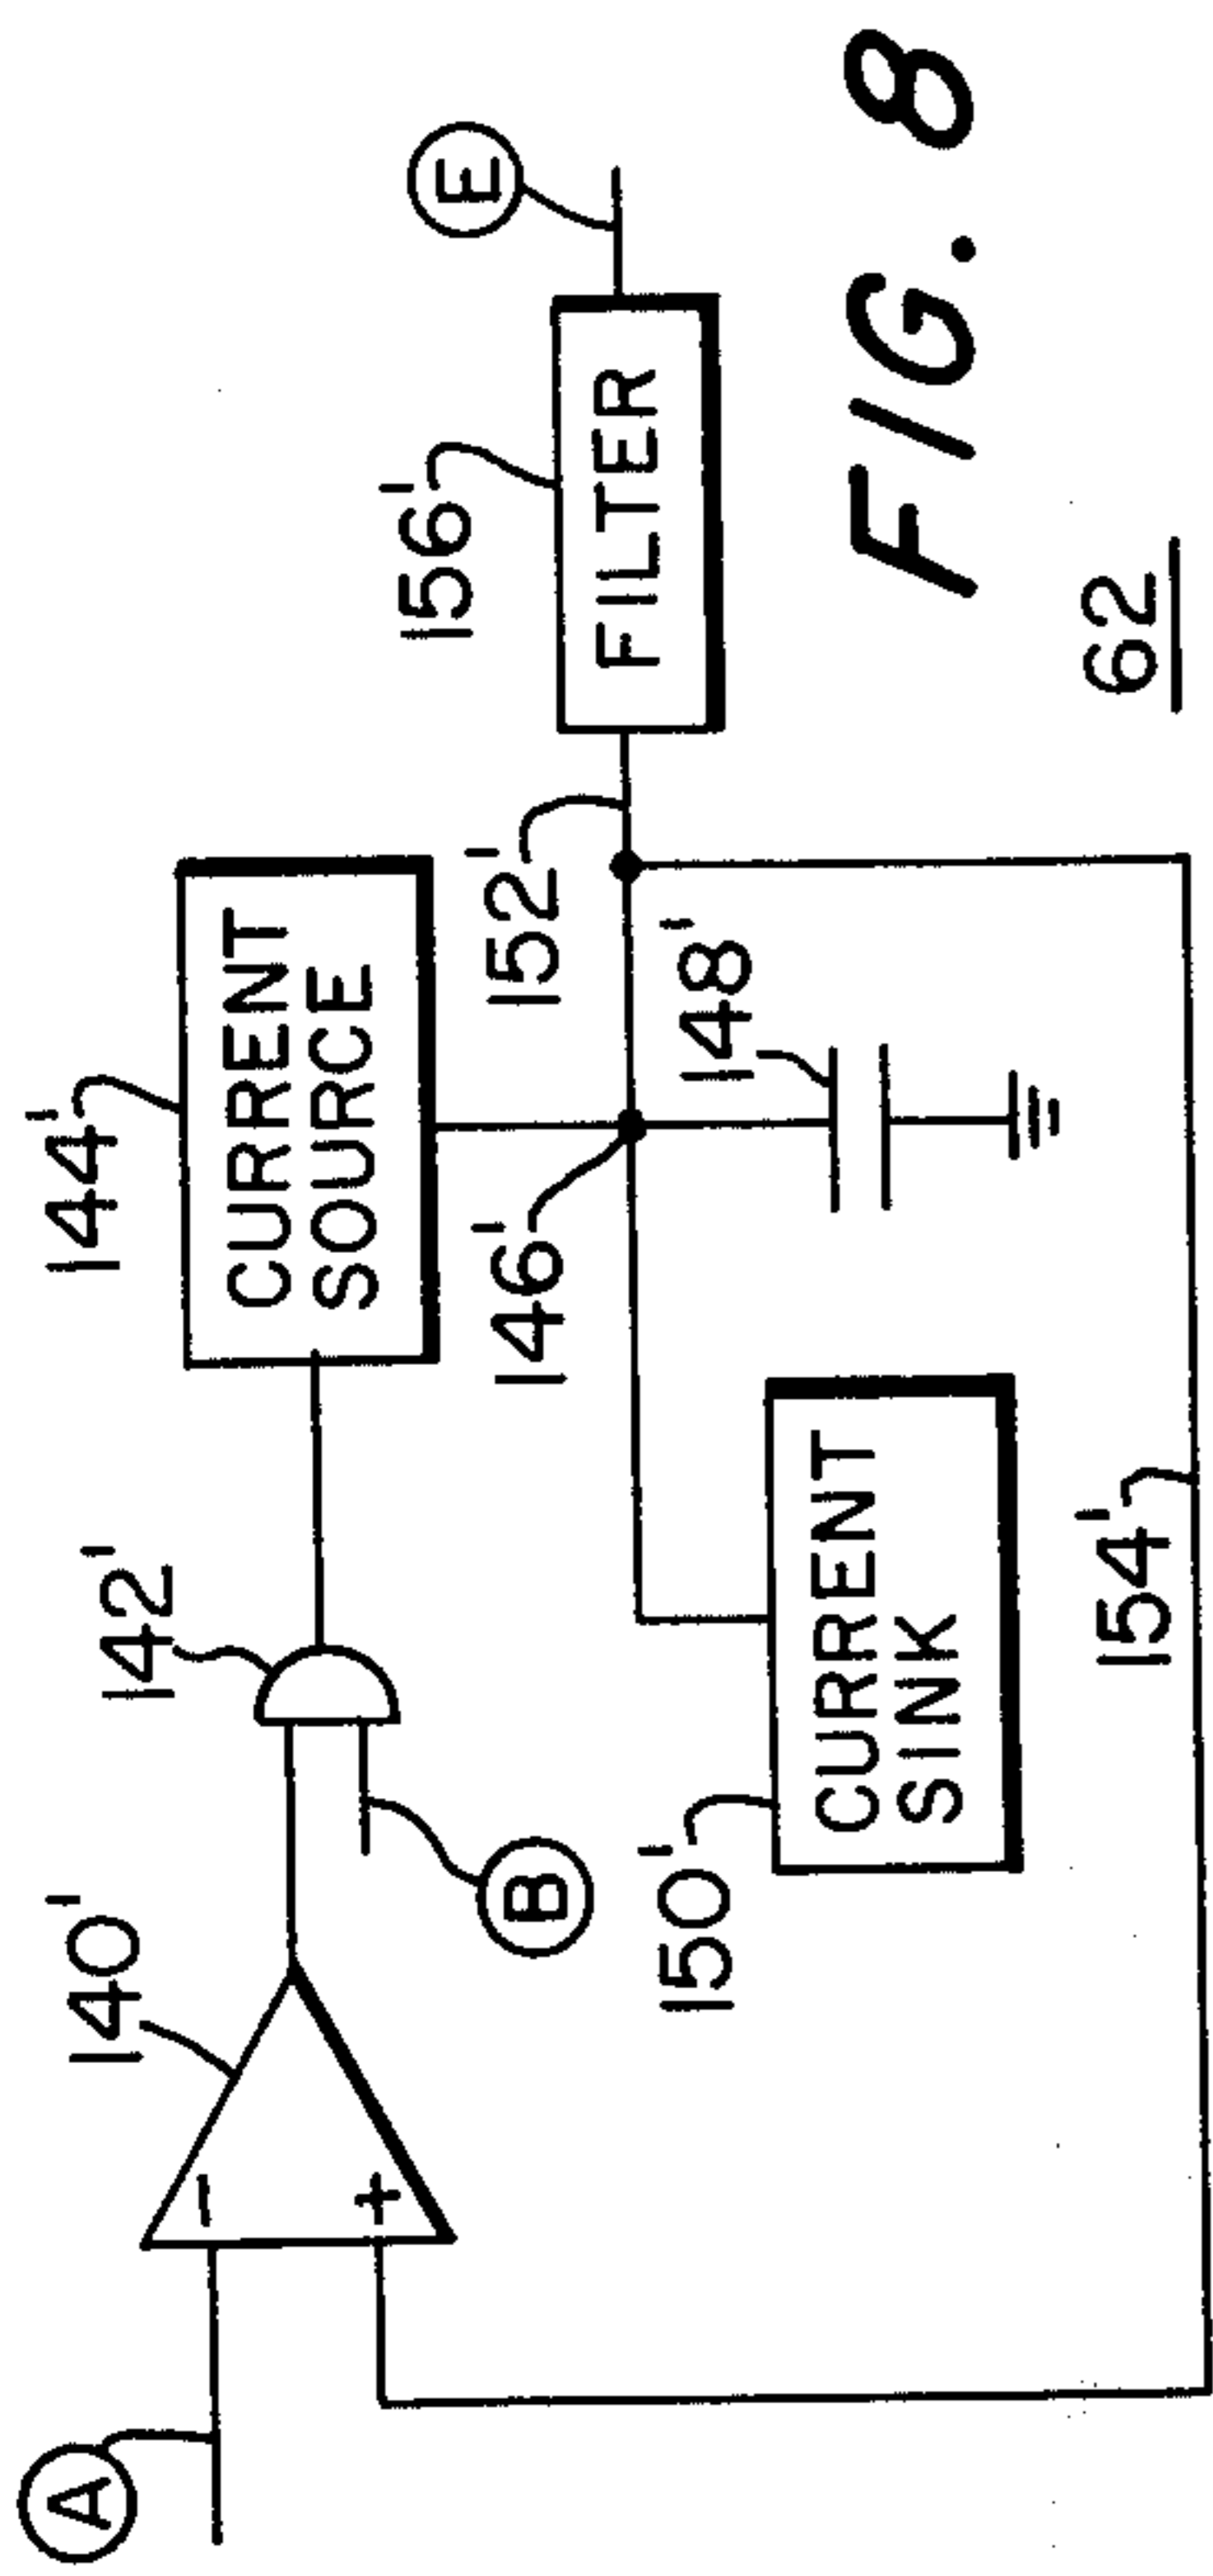 A
140'
−
+
142'
B
144'
CURRENT
SOURCE
146'
148'
150'
CURRENT
SINK
152'
154'
156'
FILTER
E
FIG. 8
62